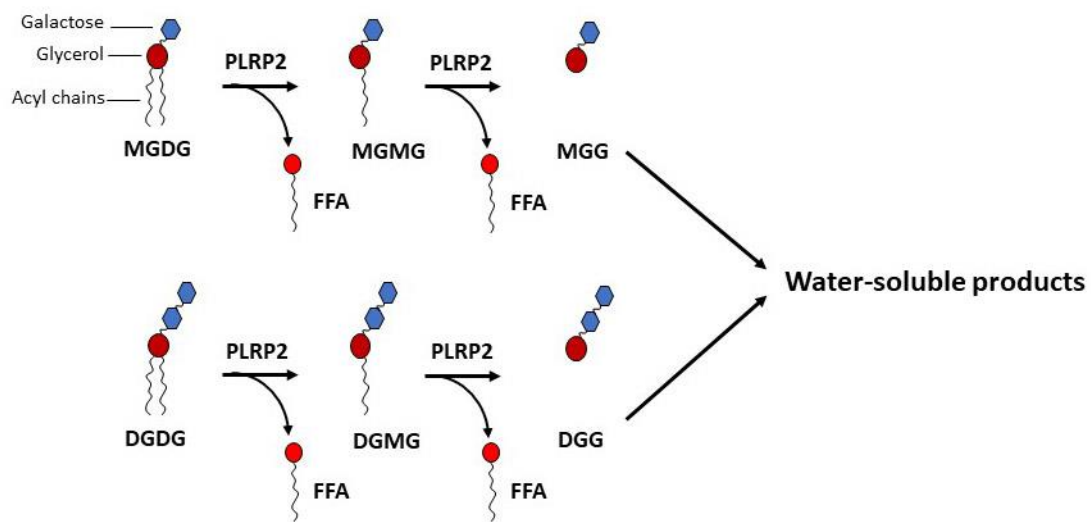 Galactose
Glycerol
Acyl chains
PLRP2
PLRP2
MGDG
MGMG
MGG
FFA
FFA
Water-soluble products
PLRP2
PLRP2
DGDG
DGMG
DGG
FFA
FFA